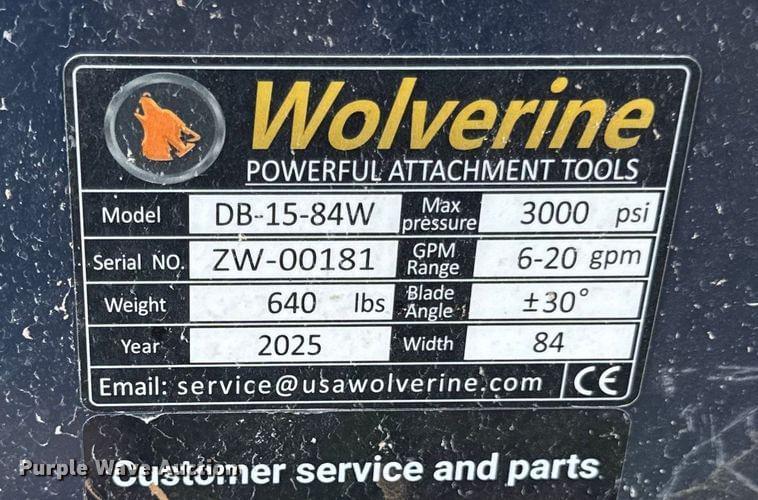 Wolverine
POWERFUL ATTACHMENT TOOLS
Model DB-15-84W Max pressure 3000 psi
Serial NO. ZW-00181 GPM Range 6-20 gpm
Weight 640 lbs Blade Angle ±30°
Year 2025 Width 84
Email: service@usawolverine.com CE
Customer service and parts
Purple Wave Auction